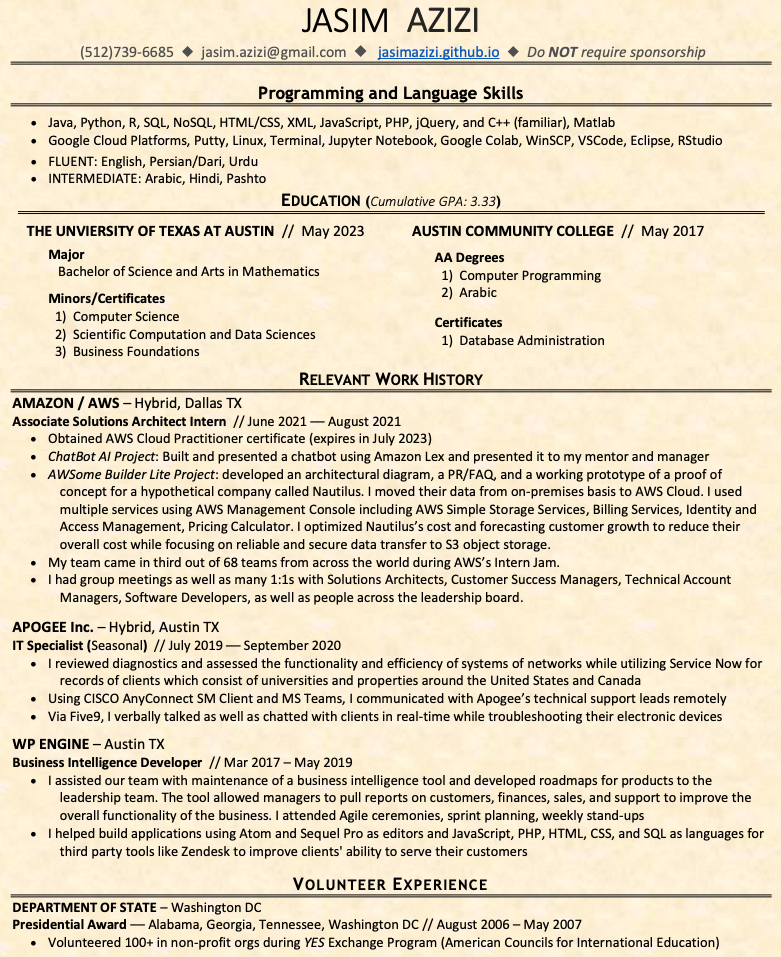 JASIM AZIZI
(512)739-6685 ◆ jasim.azizi@gmail.com ◆ jasimazizi.github.io ◆ Do NOT require sponsorship
Programming and Language Skills
• Java, Python, R, SQL, NoSQL, HTML/CSS, XML, JavaScript, PHP, jQuery, and C++ (familiar), Matlab
• Google Cloud Platforms, Putty, Linux, Terminal, Jupyter Notebook, Google Colab, WinSCP, VSCode, Eclipse, RStudio
• FLUENT: English, Persian/Dari, Urdu
• INTERMEDIATE: Arabic, Hindi, Pashto
EDUCATION (Cumulative GPA: 3.33)
THE UNVIERSITY OF TEXAS AT AUSTIN // May 2023
Major
Bachelor of Science and Arts in Mathematics
Minors/Certificates
1) Computer Science
2) Scientific Computation and Data Sciences
3) Business Foundations
AUSTIN COMMUNITY COLLEGE // May 2017
AA Degrees
1) Computer Programming
2) Arabic
Certificates
1) Database Administration
RELEVANT WORK HISTORY
AMAZON / AWS – Hybrid, Dallas TX
Associate Solutions Architect Intern // June 2021 — August 2021
• Obtained AWS Cloud Practitioner certificate (expires in July 2023)
• ChatBot AI Project: Built and presented a chatbot using Amazon Lex and presented it to my mentor and manager
• AWSome Builder Lite Project: developed an architectural diagram, a PR/FAQ, and a working prototype of a proof of
concept for a hypothetical company called Nautilus. I moved their data from on-premises basis to AWS Cloud. I used
multiple services using AWS Management Console including AWS Simple Storage Services, Billing Services, Identity and
Access Management, Pricing Calculator. I optimized Nautilus's cost and forecasting customer growth to reduce their
overall cost while focusing on reliable and secure data transfer to S3 object storage.
• My team came in third out of 68 teams from across the world during AWS's Intern Jam.
• I had group meetings as well as many 1:1s with Solutions Architects, Customer Success Managers, Technical Account
Managers, Software Developers, as well as people across the leadership board.
APOGEE Inc. – Hybrid, Austin TX
IT Specialist (Seasonal) // July 2019 — September 2020
• I reviewed diagnostics and assessed the functionality and efficiency of systems of networks while utilizing Service Now for
records of clients which consist of universities and properties around the United States and Canada
• Using CISCO AnyConnect SM Client and MS Teams, I communicated with Apogee's technical support leads remotely
• Via Five9, I verbally talked as well as chatted with clients in real-time while troubleshooting their electronic devices
WP ENGINE – Austin TX
Business Intelligence Developer // Mar 2017 – May 2019
• I assisted our team with maintenance of a business intelligence tool and developed roadmaps for products to the
leadership team. The tool allowed managers to pull reports on customers, finances, sales, and support to improve the
overall functionality of the business. I attended Agile ceremonies, sprint planning, weekly stand-ups
• I helped build applications using Atom and Sequel Pro as editors and JavaScript, PHP, HTML, CSS, and SQL as languages for
third party tools like Zendesk to improve clients' ability to serve their customers
VOLUNTEER EXPERIENCE
DEPARTMENT OF STATE – Washington DC
Presidential Award — Alabama, Georgia, Tennessee, Washington DC // August 2006 – May 2007
• Volunteered 100+ in non-profit orgs during YES Exchange Program (American Councils for International Education)